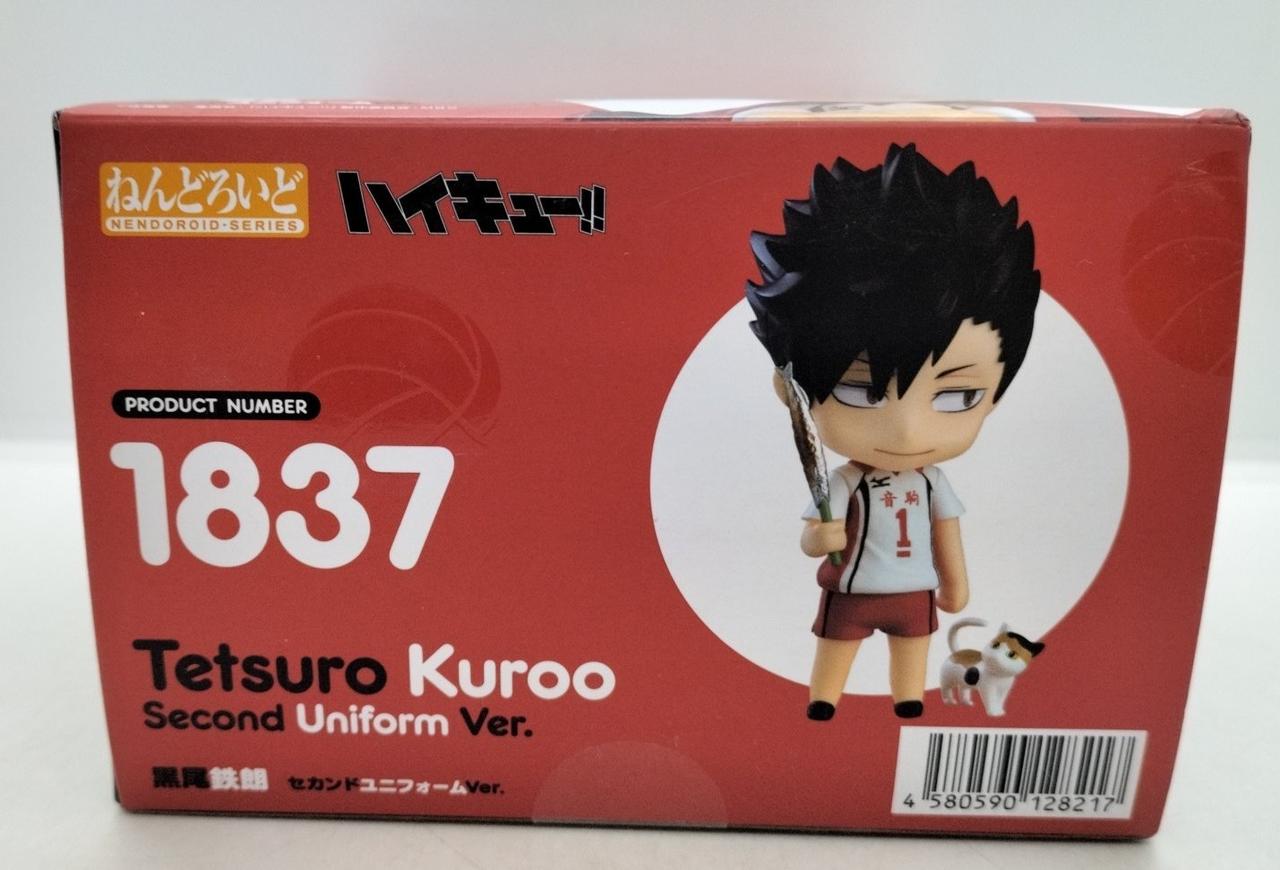 ねんどろいど
NENDOROID·SERIES
ハイキュー!!
PRODUCT NUMBER
1837
音駒
1
Tetsuro Kuroo
Second Uniform Ver.
黒尾鉄朗 セカンドユニフォームVer.
4 580590 128217